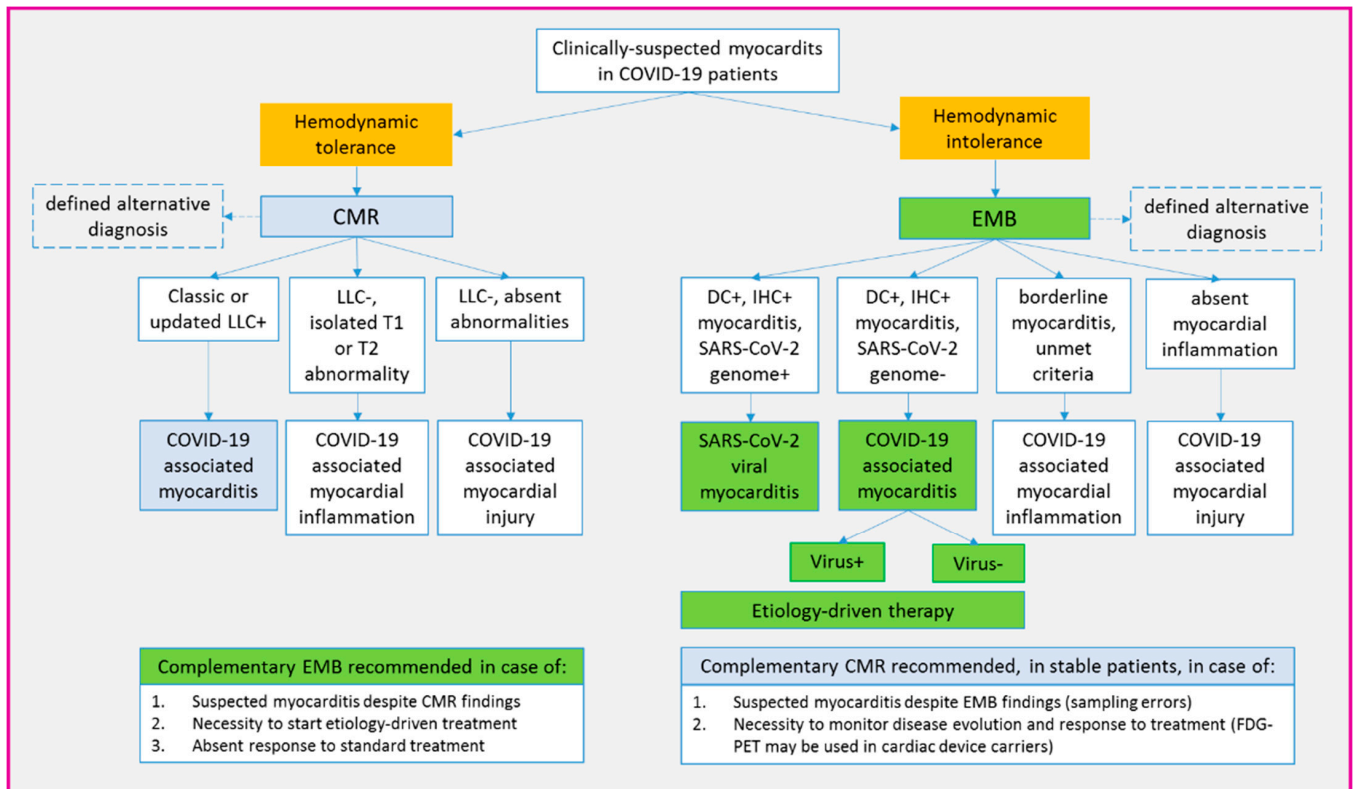 Clinically-suspected myocardits
in COVID-19 patients
Hemodynamic
tolerance
Hemodynamic
intolerance
defined alternative
diagnosis
CMR
EMB
defined alternative
diagnosis
Classic or
updated LLC+
LLC-,
isolated T1
or T2
abnormality
LLC-, absent
abnormalities
DC+, IHC+
myocarditis,
SARS-CoV-2
genome+
DC+, IHC+
myocarditis,
SARS-CoV-2
genome-
borderline
myocarditis,
unmet
criteria
absent
myocardial
inflammation
COVID-19
associated
myocarditis
COVID-19
associated
myocardial
inflammation
COVID-19
associated
myocardial
injury
SARS-CoV-2
viral
myocarditis
COVID-19
associated
myocarditis
COVID-19
associated
myocardial
inflammation
COVID-19
associated
myocardial
injury
Virus+
Virus-
Etiology-driven therapy
Complementary EMB recommended in case of:
1. Suspected myocarditis despite CMR findings
2. Necessity to start etiology-driven treatment
3. Absent response to standard treatment
Complementary CMR recommended, in stable patients, in case of:
1. Suspected myocarditis despite EMB findings (sampling errors)
2. Necessity to monitor disease evolution and response to treatment (FDG-
PET may be used in cardiac device carriers)